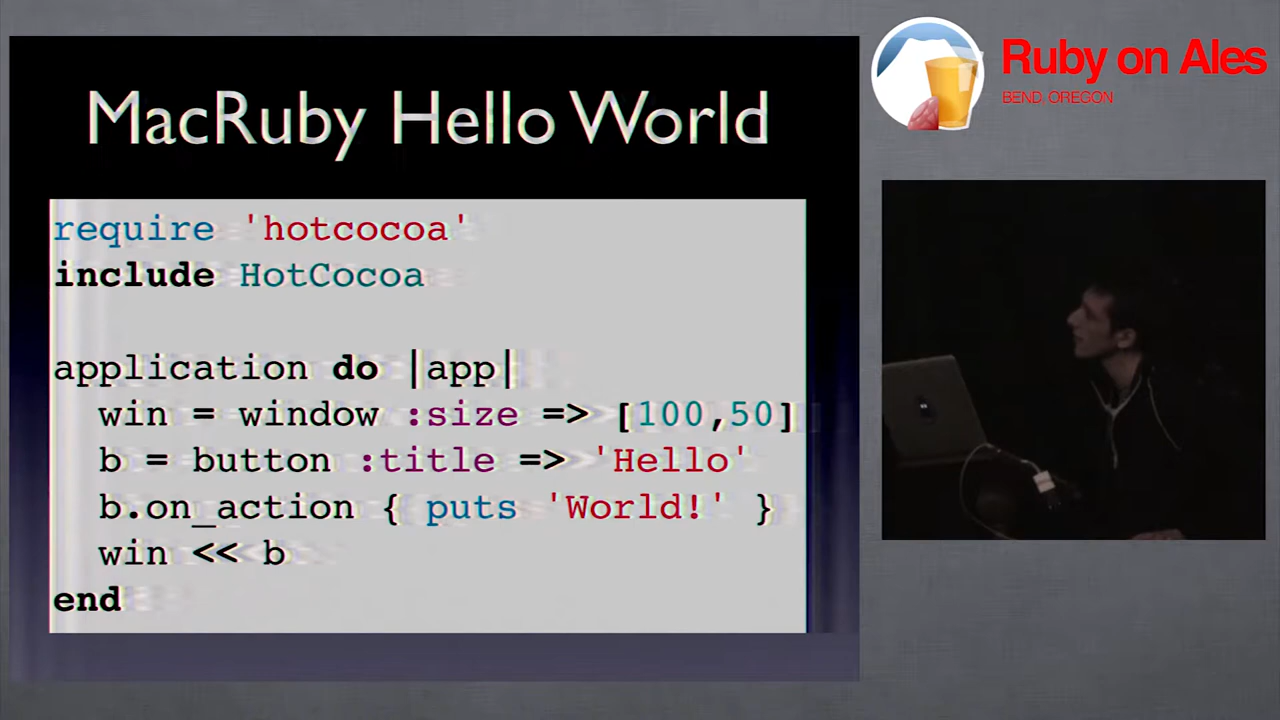 MacRuby Hello World
require 'hotcocoa'
include HotCocoa
application do |app|
win = window :size => [100,50]
b = button :title => 'Hello'
b.on_action { puts 'World!' }
win << b
end
Ruby on Ales
BEND OREGON